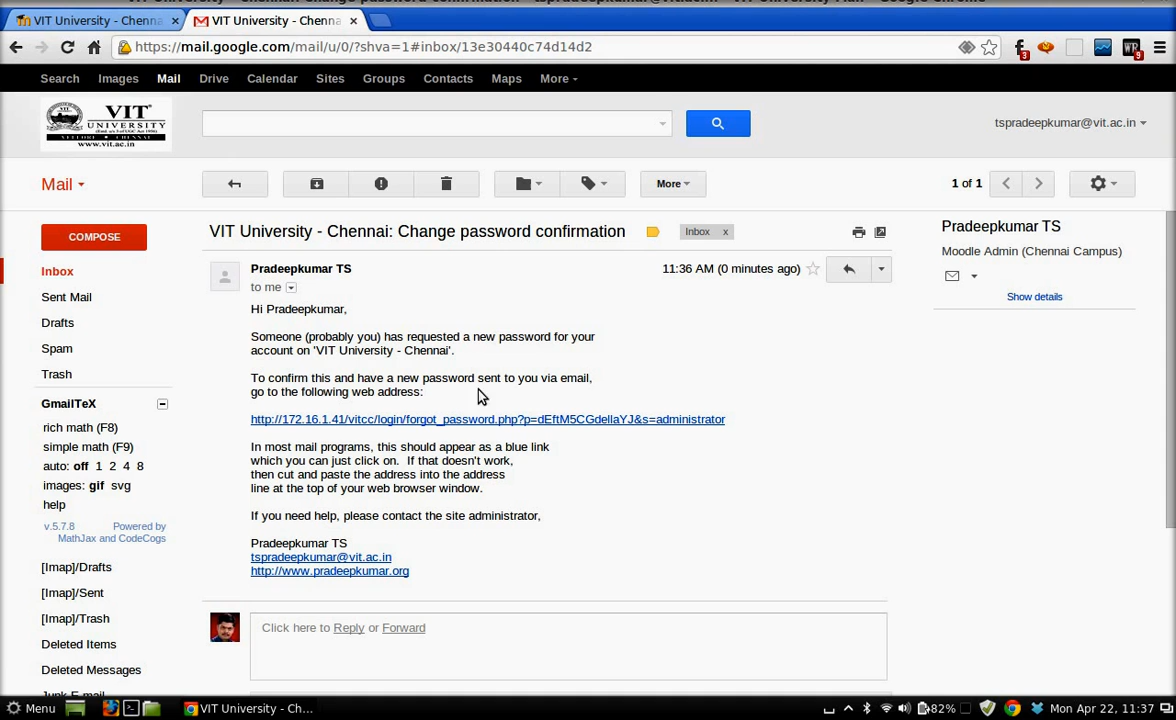 VIT University - Chenna
VIT University - Chenna
https://mail.google.com/mail/u/0/?shva=1#inbox/13e30440c74d14d2
3
WR
9
Search Images Mail Drive Calendar Sites Groups Contacts Maps More
VIT
UNIVERSITY
www.vit.ac.in
tspradeepkumar@vit.ac.in
Mail
More
1 of 1
COMPOSE
Inbox
Sent Mail
Drafts
Spam
Trash
GmailTeX
rich math (F8)
simple math (F9)
auto: off 1 2 4 8
images: gif svg
help
v.5.7.8 Powered by
MathJax and CodeCogs
[Imap]/Drafts
[Imap]/Sent
[Imap]/Trash
Deleted Items
Deleted Messages
Junk E-mail
VIT University - Chennai: Change password confirmation
Inbox x
Pradeepkumar TS
11:36 AM (0 minutes ago)
to me
Hi Pradeepkumar,
Someone (probably you) has requested a new password for your
account on 'VIT University - Chennai'.
To confirm this and have a new password sent to you via email,
go to the following web address:
http://172.16.1.41/vitcc/login/forgot_password.php?p=dEftM5CGdellaYJ&s=administrator
In most mail programs, this should appear as a blue link
which you can just click on. If that doesn't work,
then cut and paste the address into the address
line at the top of your web browser window.
If you need help, please contact the site administrator,
Pradeepkumar TS
tspradeepkumar@vit.ac.in
http://www.pradeepkumar.org
Click here to Reply or Forward
Pradeepkumar TS
Moodle Admin (Chennai Campus)
Show details
Menu
VIT University - Ch...
82%
Mon Apr 22, 11:37